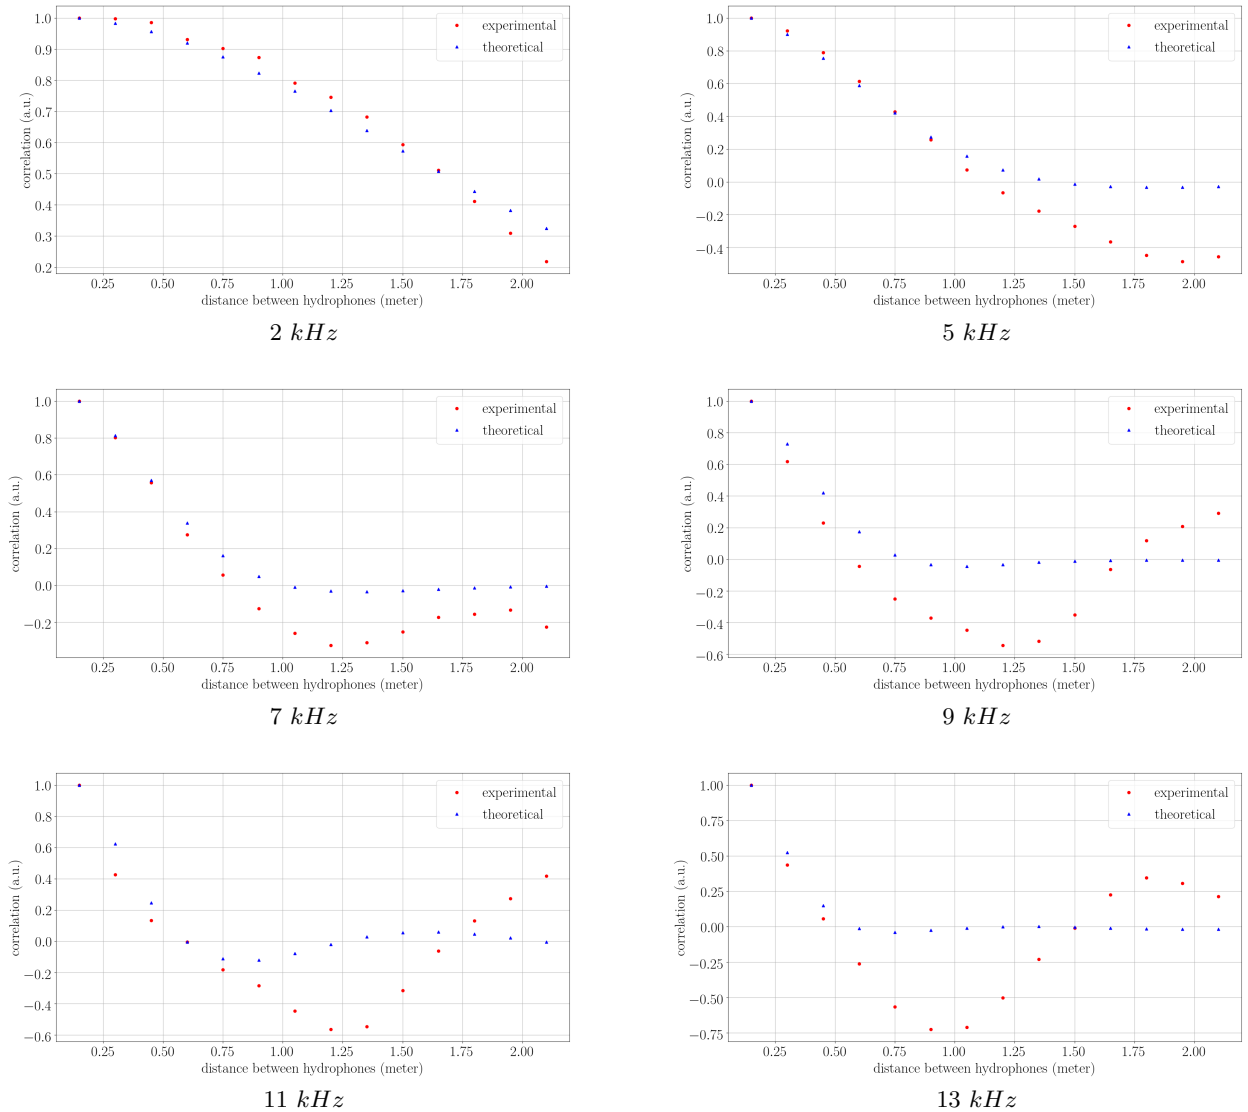 1.0
0.9
0.8
0.7
0.6
0.5
0.4
0.3
0.2
correlation (a.u.)
experimental
theoretical
0.25 0.50 0.75 1.00 1.25 1.50 1.75 2.00
distance between hydrophones (meter)
2 kHz
1.0
0.8
0.6
0.4
0.2
0.0
−0.2
−0.4
correlation (a.u.)
experimental
theoretical
0.25 0.50 0.75 1.00 1.25 1.50 1.75 2.00
distance between hydrophones (meter)
5 kHz
1.0
0.8
0.6
0.4
0.2
0.0
−0.2
correlation (a.u.)
experimental
theoretical
0.25 0.50 0.75 1.00 1.25 1.50 1.75 2.00
distance between hydrophones (meter)
7 kHz
1.0
0.8
0.6
0.4
0.2
0.0
−0.2
−0.4
−0.6
correlation (a.u.)
experimental
theoretical
0.25 0.50 0.75 1.00 1.25 1.50 1.75 2.00
distance between hydrophones (meter)
9 kHz
1.0
0.8
0.6
0.4
0.2
0.0
−0.2
−0.4
−0.6
correlation (a.u.)
experimental
theoretical
0.25 0.50 0.75 1.00 1.25 1.50 1.75 2.00
distance between hydrophones (meter)
11 kHz
1.00
0.75
0.50
0.25
0.00
−0.25
−0.50
−0.75
correlation (a.u.)
experimental
theoretical
0.25 0.50 0.75 1.00 1.25 1.50 1.75 2.00
distance between hydrophones (meter)
13 kHz